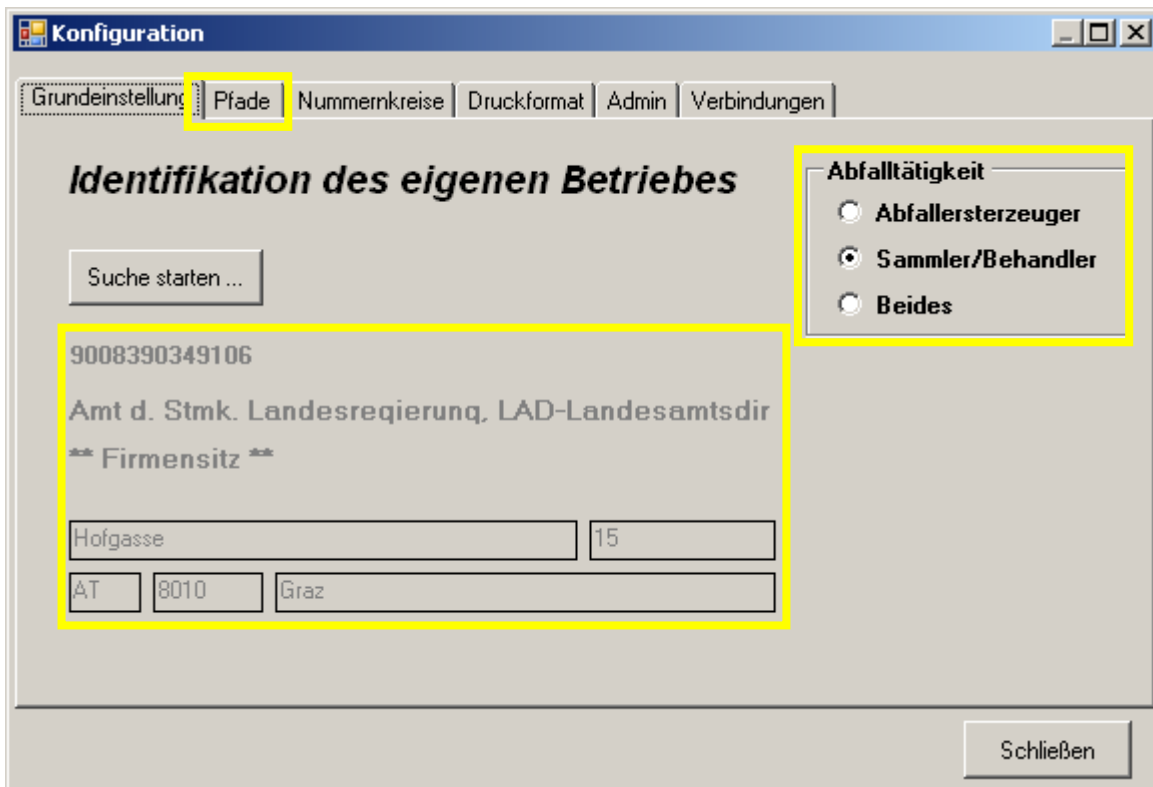 Konfiguration
Grundeinstellung Pfade Nummernkreise Druckformat Admin Verbindungen
Identifikation des eigenen Betriebes
Abfalltätigkeit
Abfallersterzeuger
Sammler/Behandler
Beides
Suche starten ...
9008390349106
Amt d. Stmk. Landesregierung, LAD-Landesamtsdir
** Firmensitz **
Hofgasse 15
AT 8010 Graz
Schließen